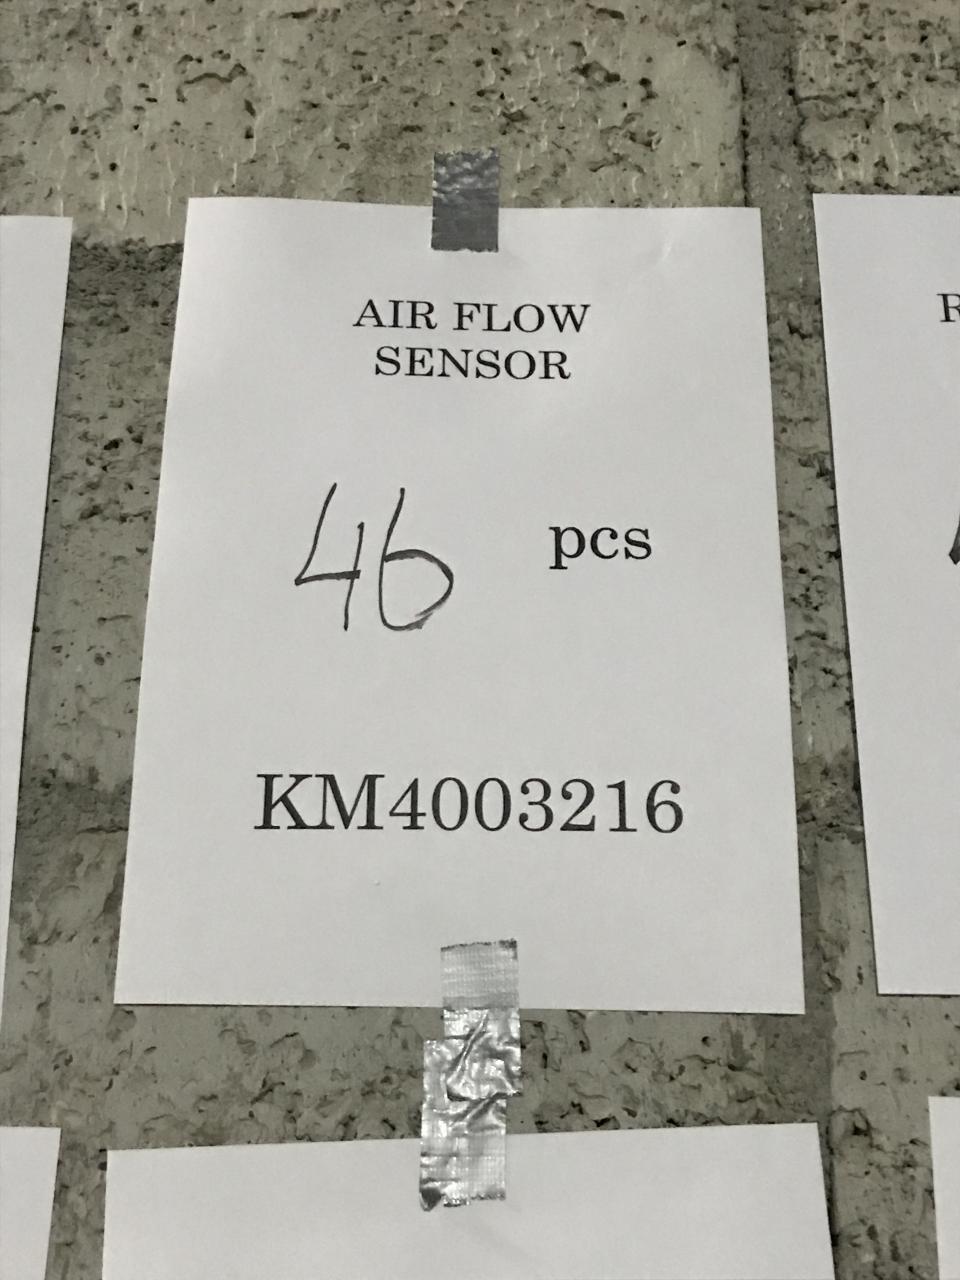 AIR FLOW
SENSOR
46 pcs
KM4003216
R